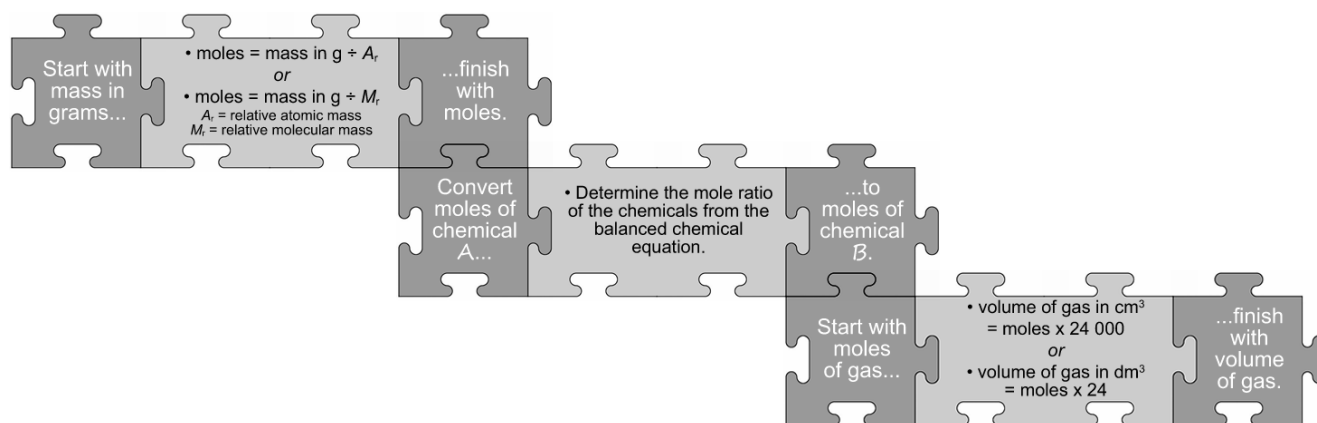 Start with
mass in
grams...
• moles = mass in g ÷ Aᵣ
or
• moles = mass in g ÷ Mᵣ
Aᵣ = relative atomic mass
Mᵣ = relative molecular mass
...finish
with
moles.
Convert
moles of
chemical
A...
• Determine the mole ratio
of the chemicals from the
balanced chemical
equation.
...to
moles of
chemical
B.
Start with
moles
of gas...
• volume of gas in cm³
= moles x 24 000
or
• volume of gas in dm³
= moles x 24
...finish
with
volume
of gas.